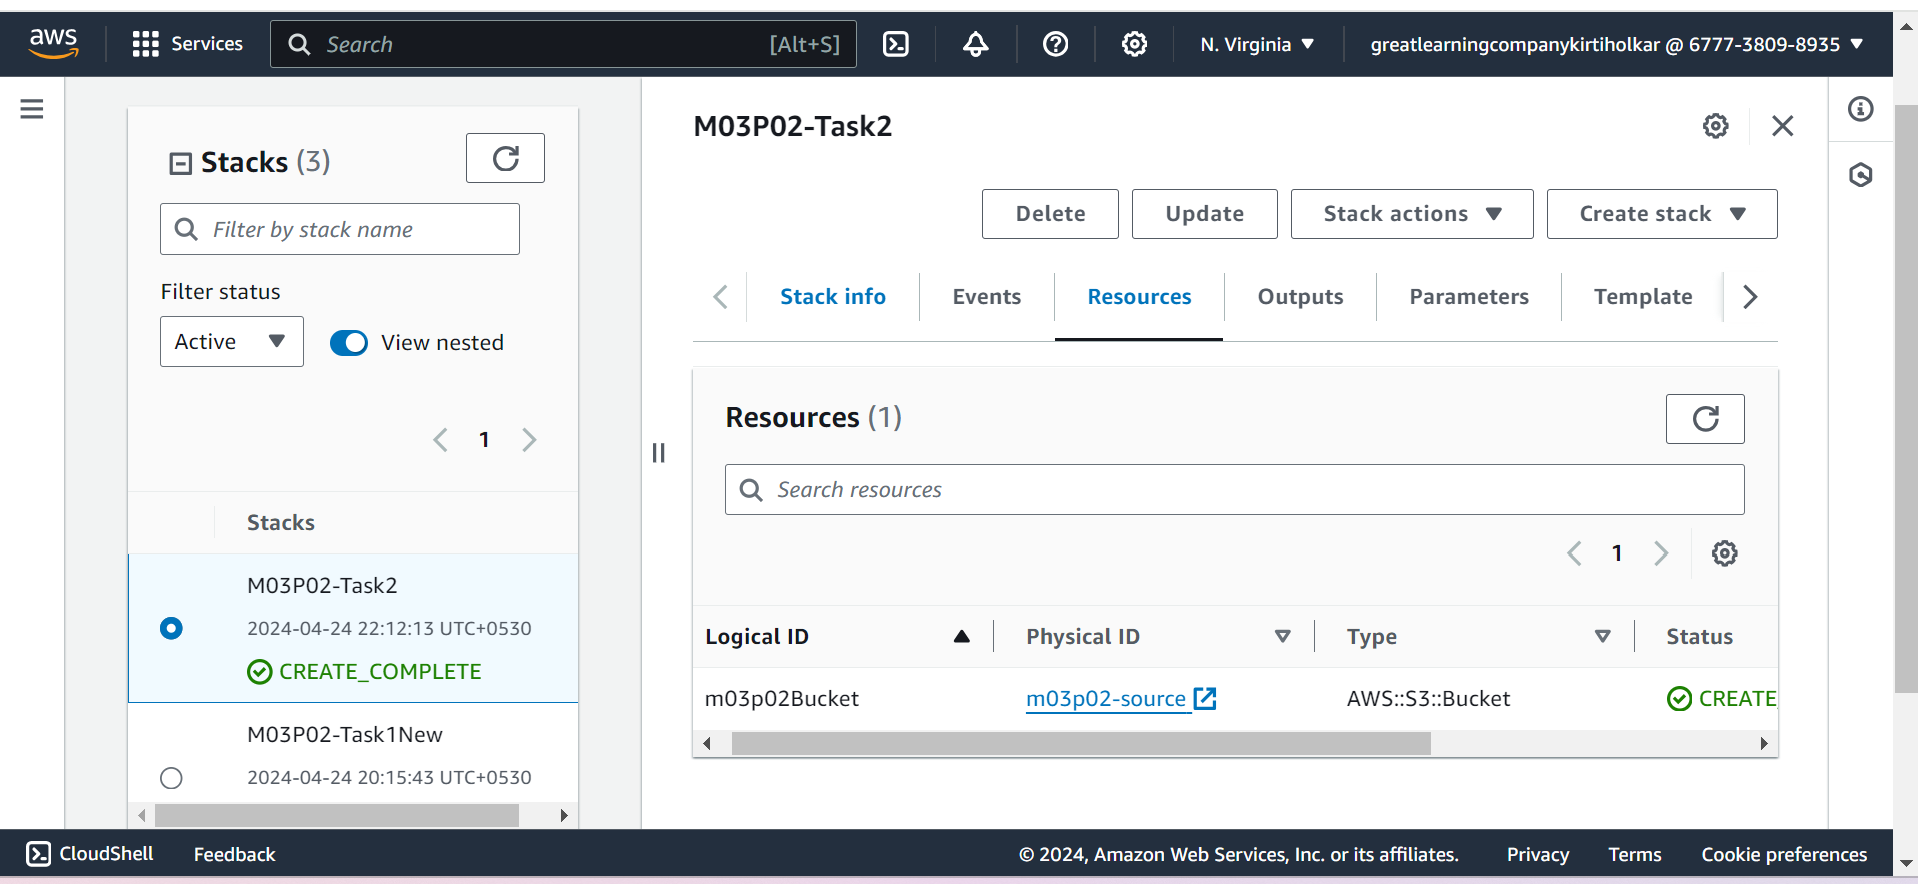 aws
Services
Search
[Alt+S]
N. Virginia
greatlearningcompanykirtiholkar @ 6777-3809-8935
Stacks (3)
Filter by stack name
Filter status
Active
View nested
1
Stacks
M03P02-Task2
2024-04-24 22:12:13 UTC+0530
CREATE_COMPLETE
M03P02-Task1New
2024-04-24 20:15:43 UTC+0530
M03P02-Task2
Delete
Update
Stack actions
Create stack
Stack info
Events
Resources
Outputs
Parameters
Template
Resources (1)
Search resources
1
Logical ID
Physical ID
Type
Status
m03p02Bucket
m03p02-source
AWS::S3::Bucket
CREATE_
CloudShell
Feedback
© 2024, Amazon Web Services, Inc. or its affiliates.
Privacy
Terms
Cookie preferences